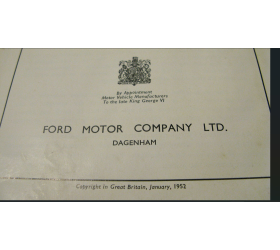 By Appointment
Motor Vehicle Manufacturers
To the late King George VI
FORD MOTOR COMPANY LTD.
DAGENHAM
Copyright in Great Britain, January, 1953